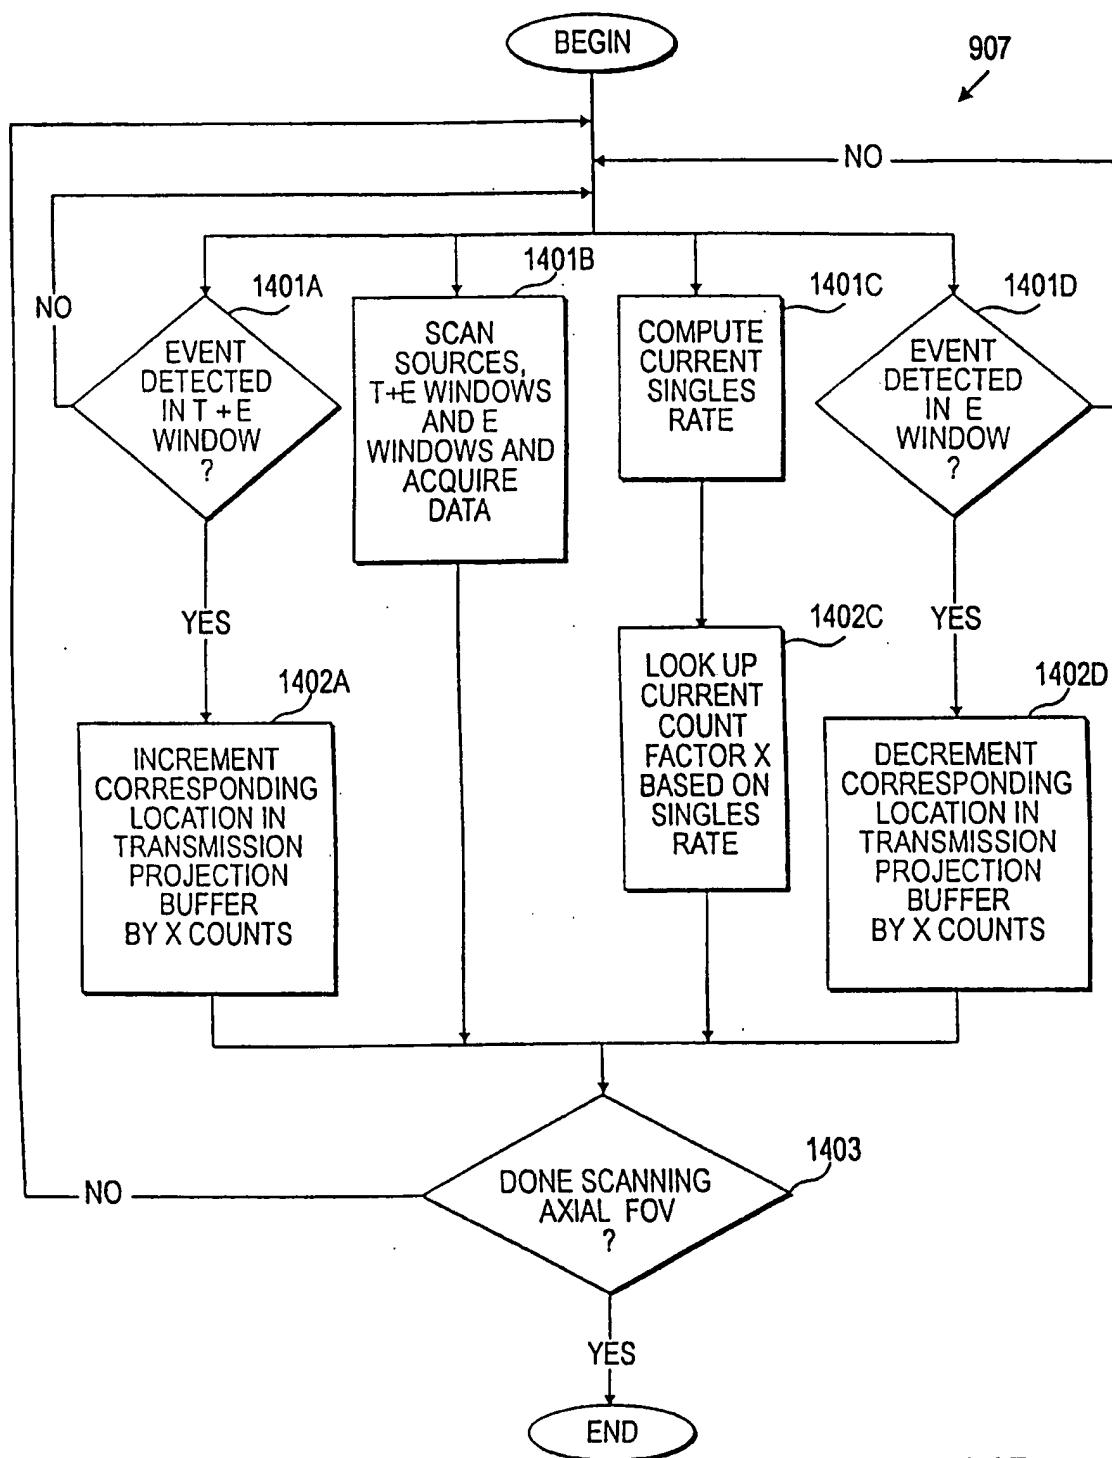 BEGIN
907
NO
NO
1401A
EVENT
DETECTED
IN T + E
WINDOW
?
1401B
SCAN
SOURCES,
T+E WINDOWS
AND E
WINDOWS AND
ACQUIRE
DATA
1401C
COMPUTE
CURRENT
SINGLES
RATE
1401D
EVENT
DETECTED
IN E
WINDOW
?
YES
YES
1402A
INCREMENT
CORRESPONDING
LOCATION IN
TRANSMISSION
PROJECTION
BUFFER
BY X COUNTS
1402C
LOOK UP
CURRENT
COUNT
FACTOR X
BASED ON
SINGLES
RATE
1402D
DECREMENT
CORRESPONDING
LOCATION IN
TRANSMISSION
PROJECTION
BUFFER
BY X COUNTS
1403
DONE SCANNING
AXIAL FOV
?
NO
YES
END